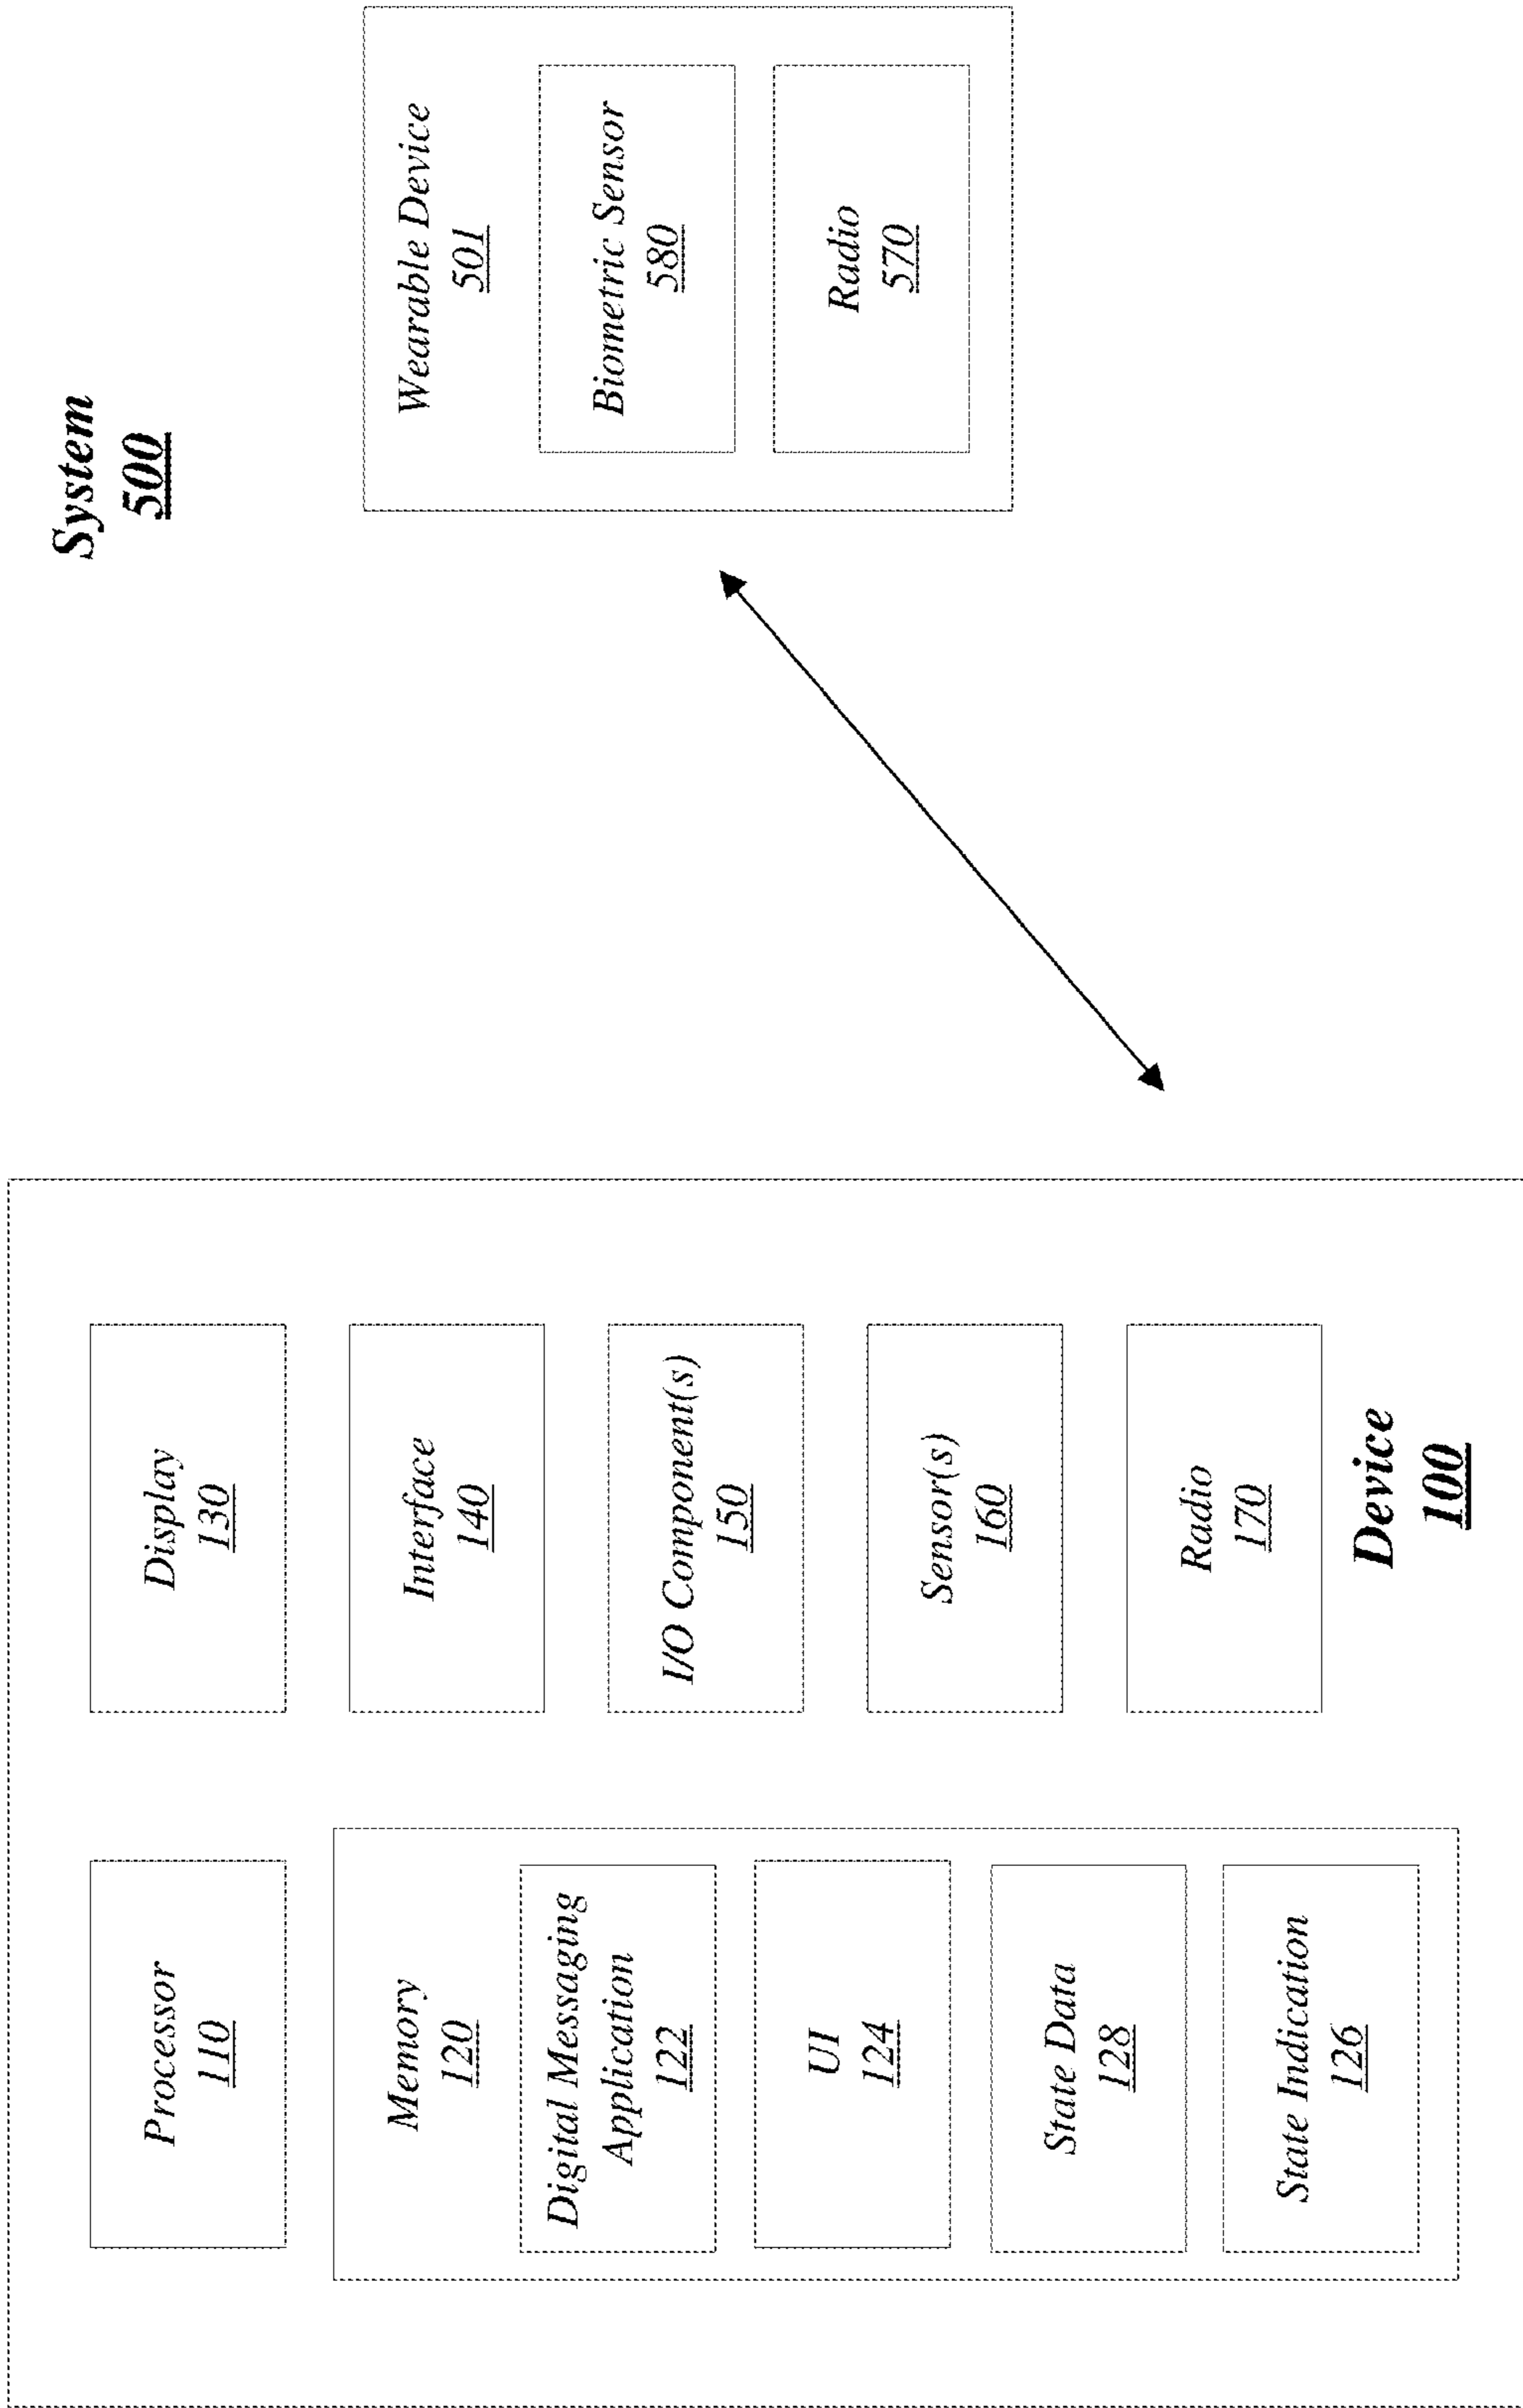 System
500
Processor
110
Memory
120
Digital Messaging
Application
122
UI
124
State Data
128
State Indication
126
Display
130
Interface
140
I/O Component(s)
150
Sensor(s)
160
Radio
170
Device
100
Wearable Device
501
Biometric Sensor
580
Radio
570